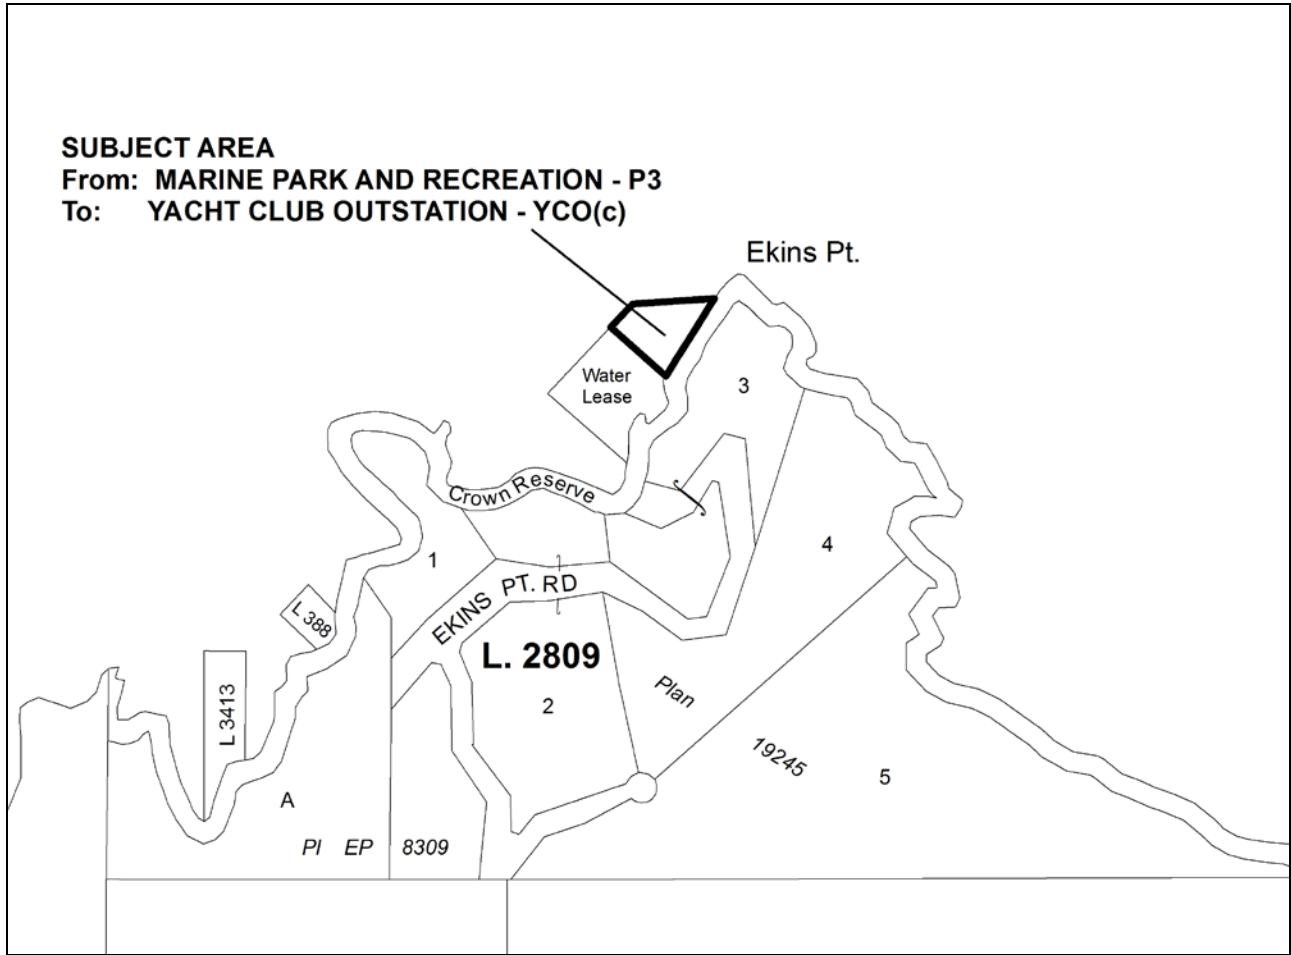 SUBJECT AREA
From: MARINE PARK AND RECREATION - P3
To: YACHT CLUB OUTSTATION - YCO(c)
Ekins Pt.
Water
Lease
3
Crown Reserve
4
1
EKINS PT. RD
L 388
L. 2809
Plan
2
L 3413
19245
5
A
Pl EP 8309